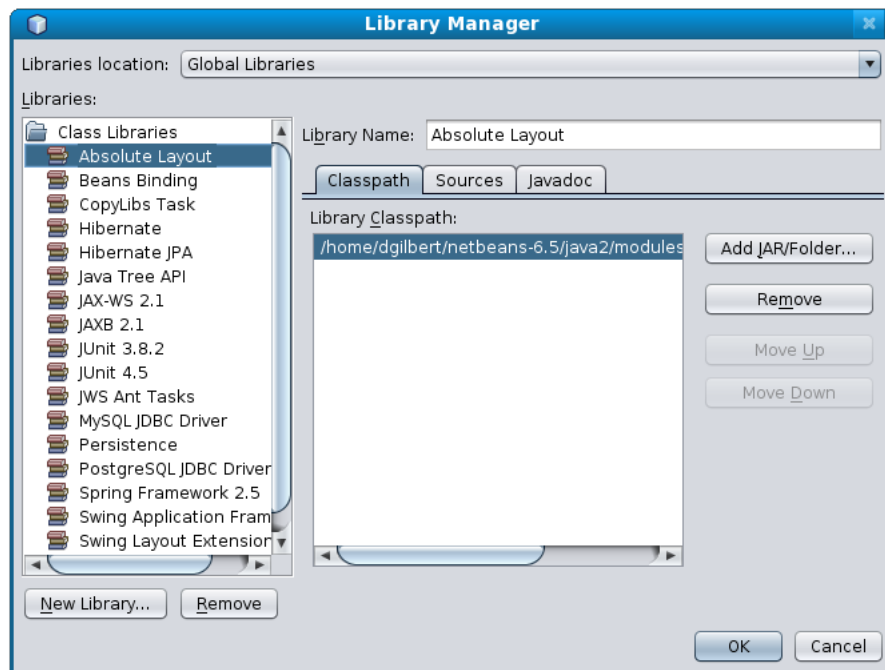 Library Manager
Libraries location: Global Libraries
Libraries:
Class Libraries
Absolute Layout
Beans Binding
CopyLibs Task
Hibernate
Hibernate JPA
Java Tree API
JAX-WS 2.1
JAXB 2.1
JUnit 3.8.2
JUnit 4.5
JWS Ant Tasks
MySQL JDBC Driver
Persistence
PostgreSQL JDBC Driver
Spring Framework 2.5
Swing Application Fram
Swing Layout Extension
New Library... Remove
Library Name: Absolute Layout
Classpath Sources Javadoc
Library Classpath:
/home/dgilbert/netbeans-6.5/java2/modules
Add JAR/Folder...
Remove
Move Up
Move Down
OK Cancel